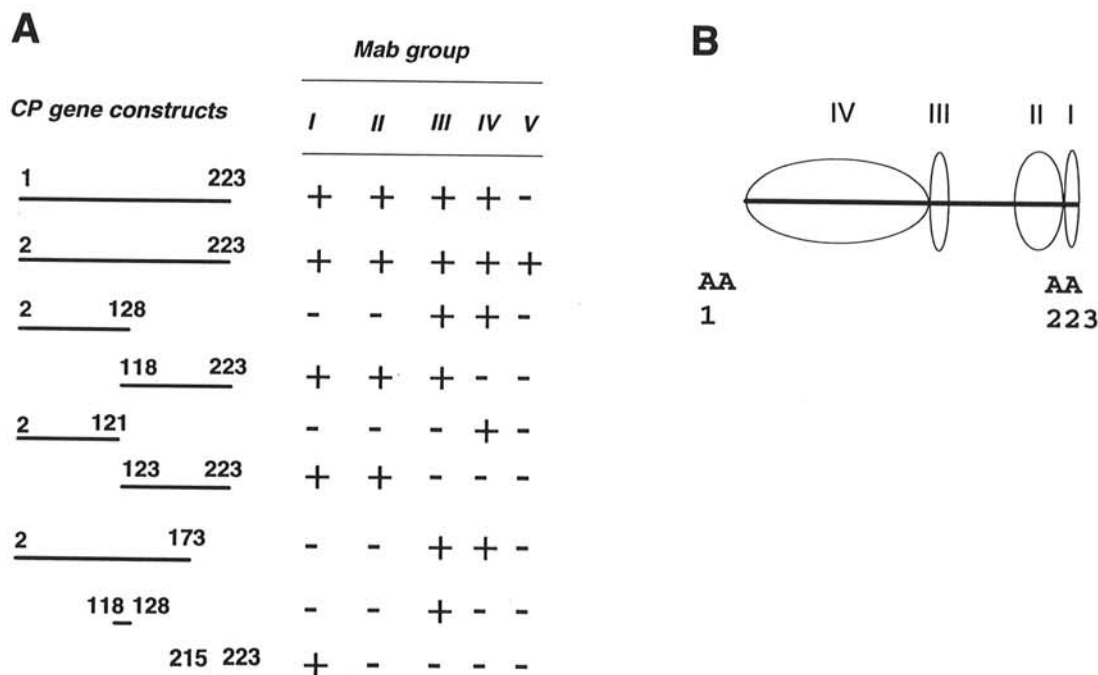 A
Mab group
CP gene constructs
I II III IV V
1 223
+ + + + -
2 223
+ + + + +
2 128
- - + + -
118 223
+ + + - -
2 121
- - - + -
123 223
+ + - - -
2 173
- - + + -
118 128
- - + - -
215 223
+ - - - -
B
IV III II I
AA AA
1 223